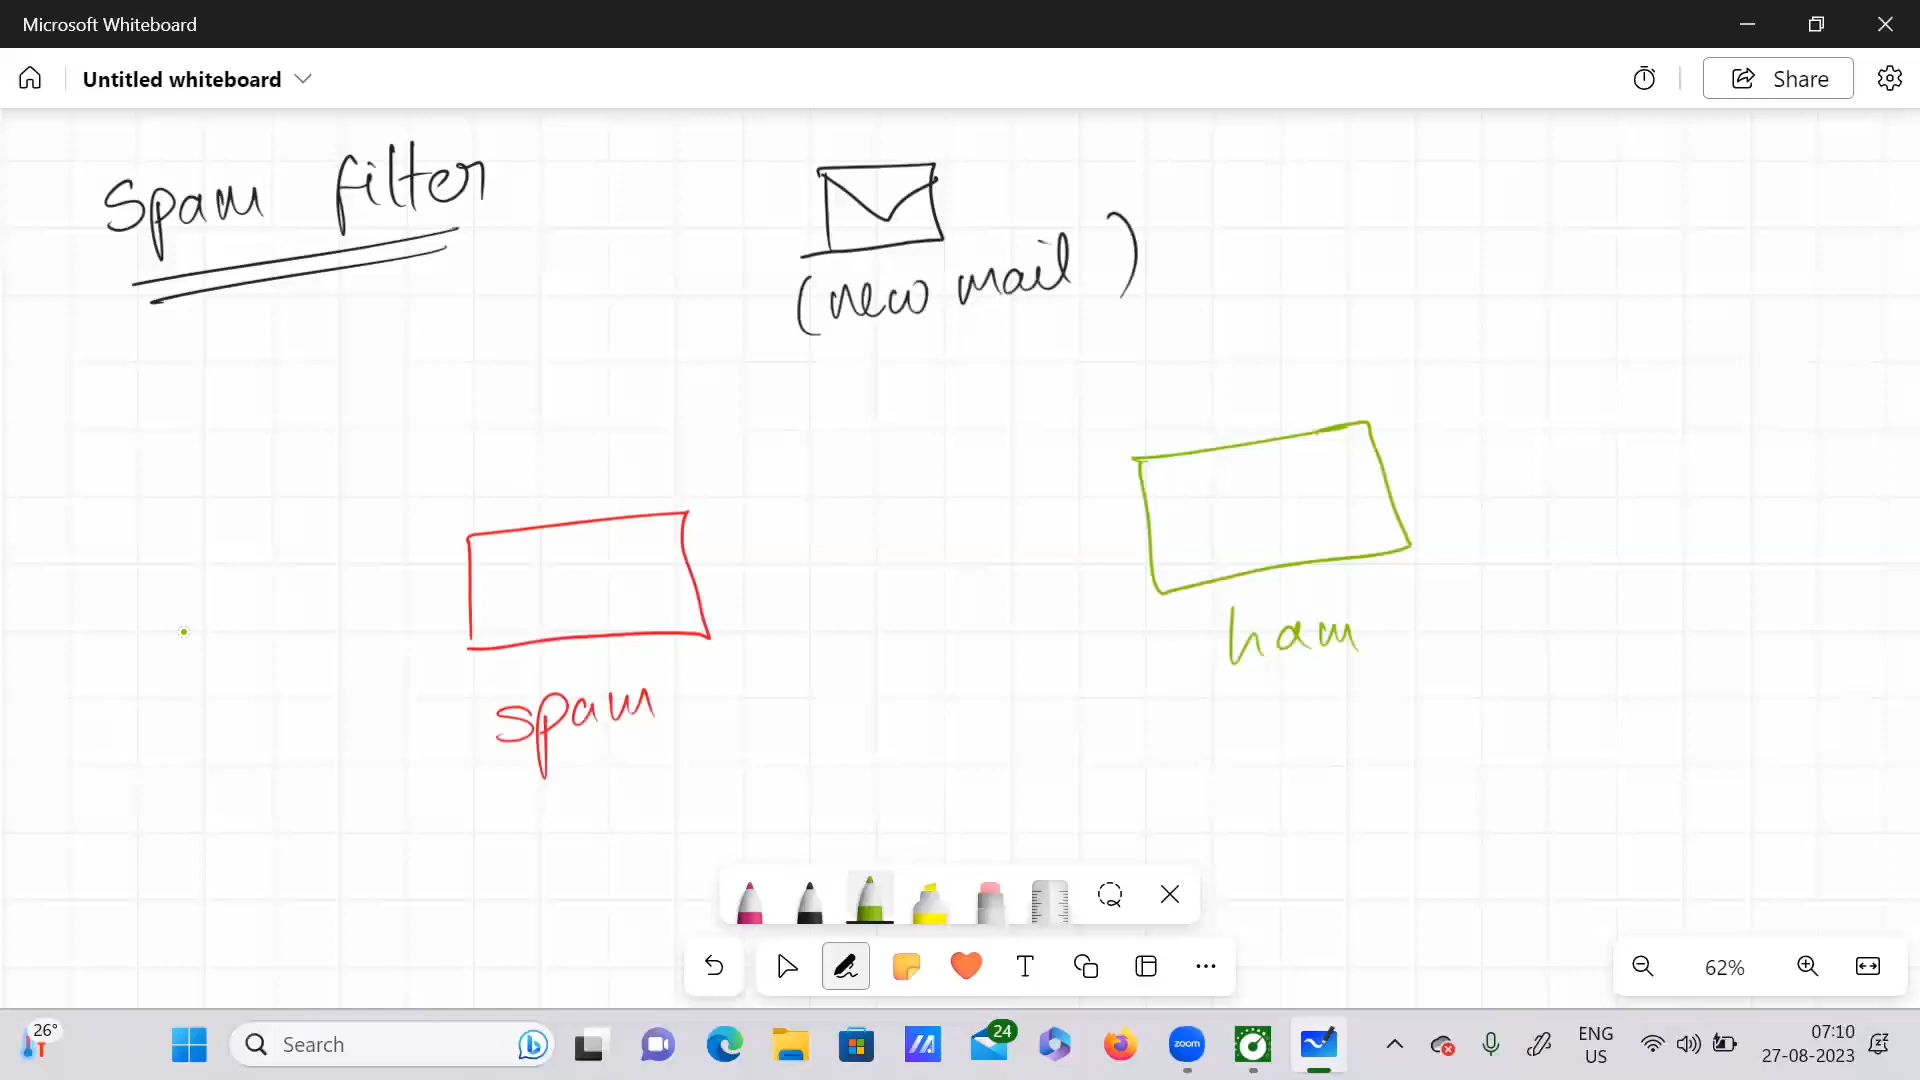 Microsoft Whiteboard
Untitled whiteboard
Share
Spam filter
(new mail)
ham
spam
62%
26°
Search
24
zoom
ENG
US
07:10
27-08-2023